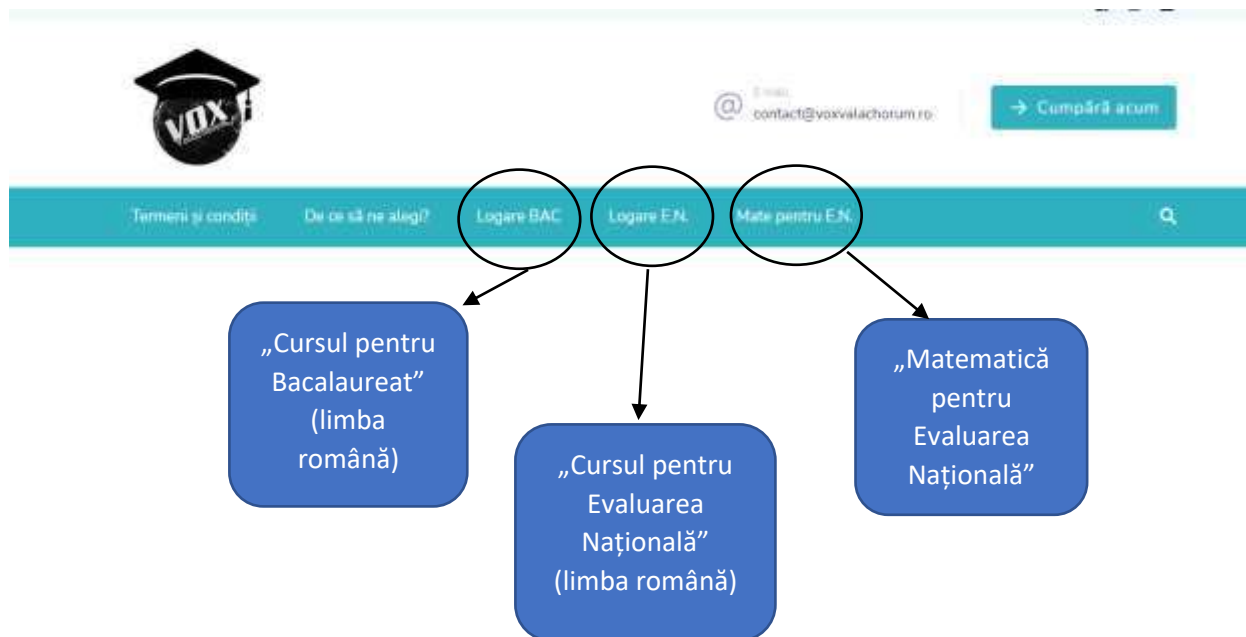 VOX
E-mail
contact@voxvalachorum.ro
→ Cumpără acum
Termeni și condiții
De ce să ne alegi?
Logare BAC
Logare E.N.
Mate pentru E.N.
„Cursul pentru
Bacalaureat”
(limba
română)
„Cursul pentru
Evaluarea
Națională”
(limba română)
„Matematică
pentru
Evaluarea
Națională”